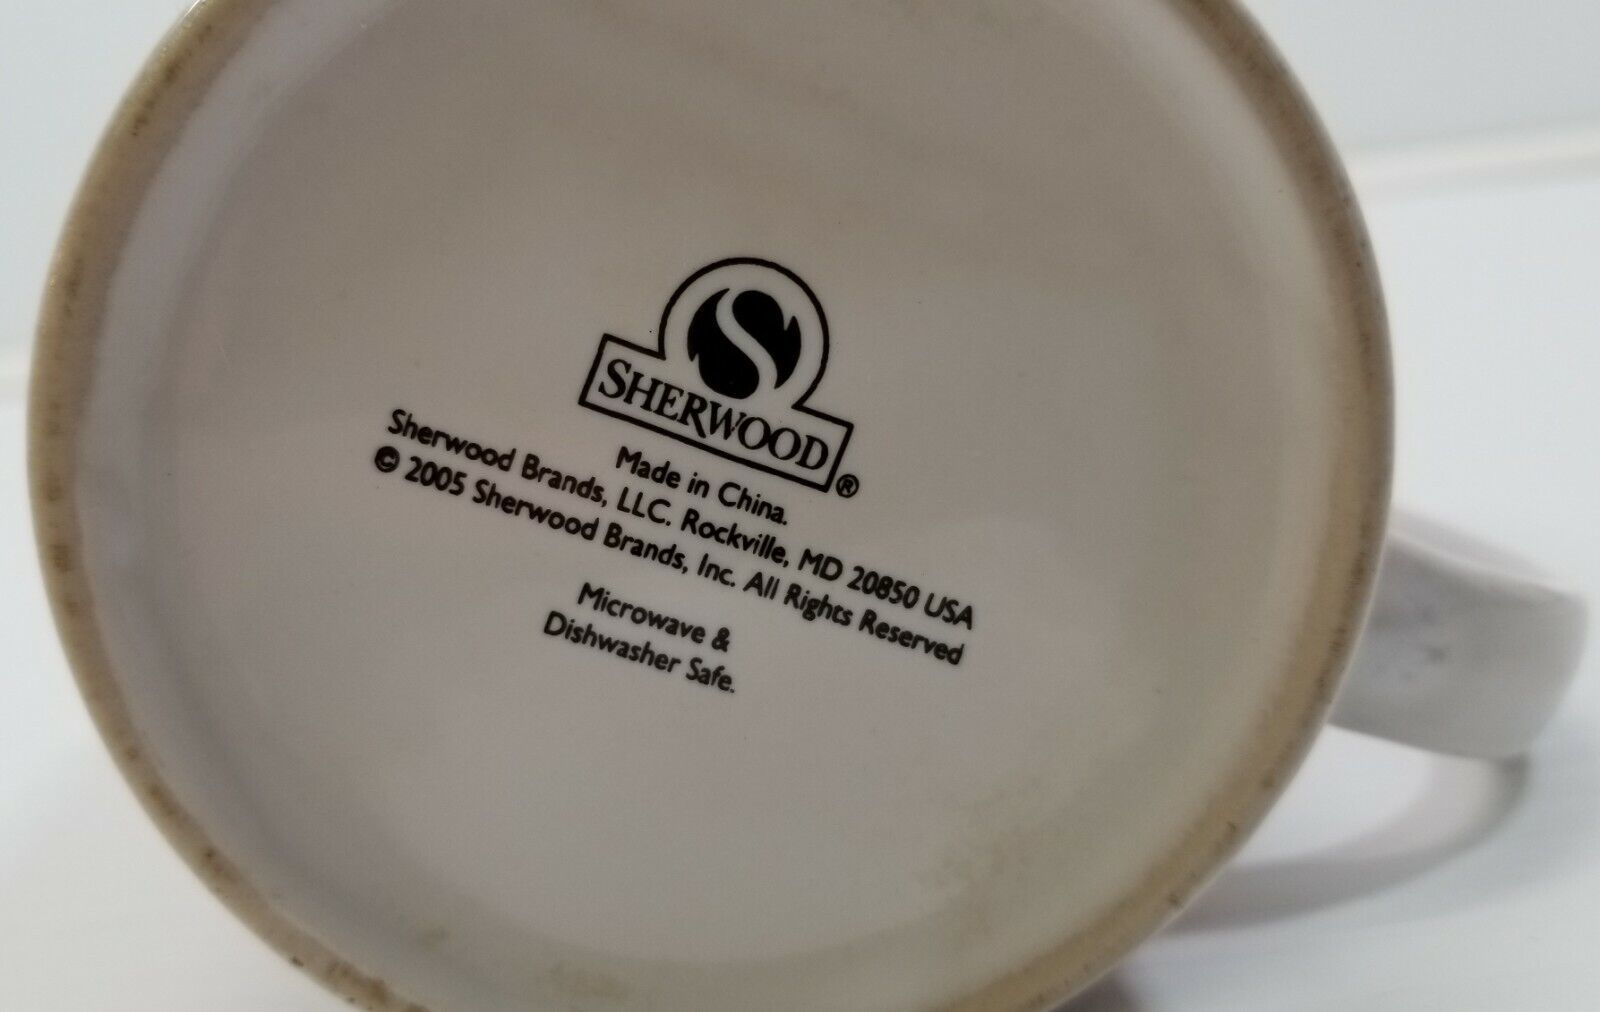 S
SHERWOOD®
Made in China.
Sherwood Brands, LLC. Rockville, MD 20850 USA
© 2005 Sherwood Brands, Inc. All Rights Reserved
Microwave &
Dishwasher Safe.